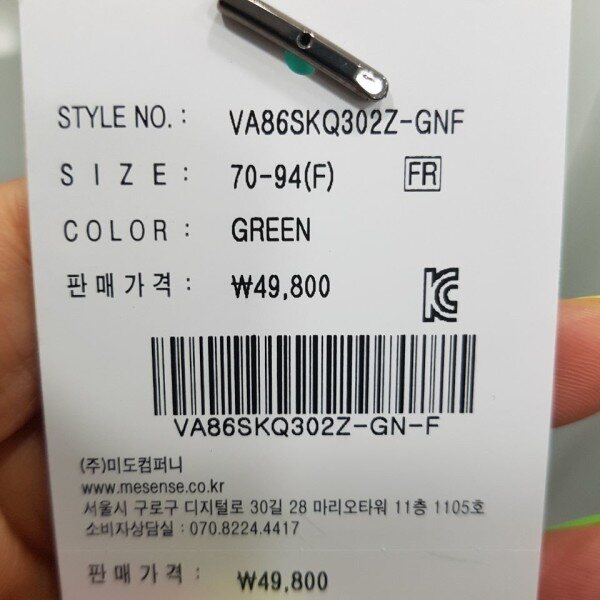 STYLE NO. : VA86SKQ302Z-GNF
SIZE : 70-94(F) FR
COLOR : GREEN
판매가격 : ₩49,800
KC
VA86SKQ302Z-GN-F
(주)미도컴퍼니
www.mesense.co.kr
서울시 구로구 디지털로 30길 28 마리오타워 11층 1105호
소비자상담실 : 070.8224.4417
판매가격 : ₩49,800